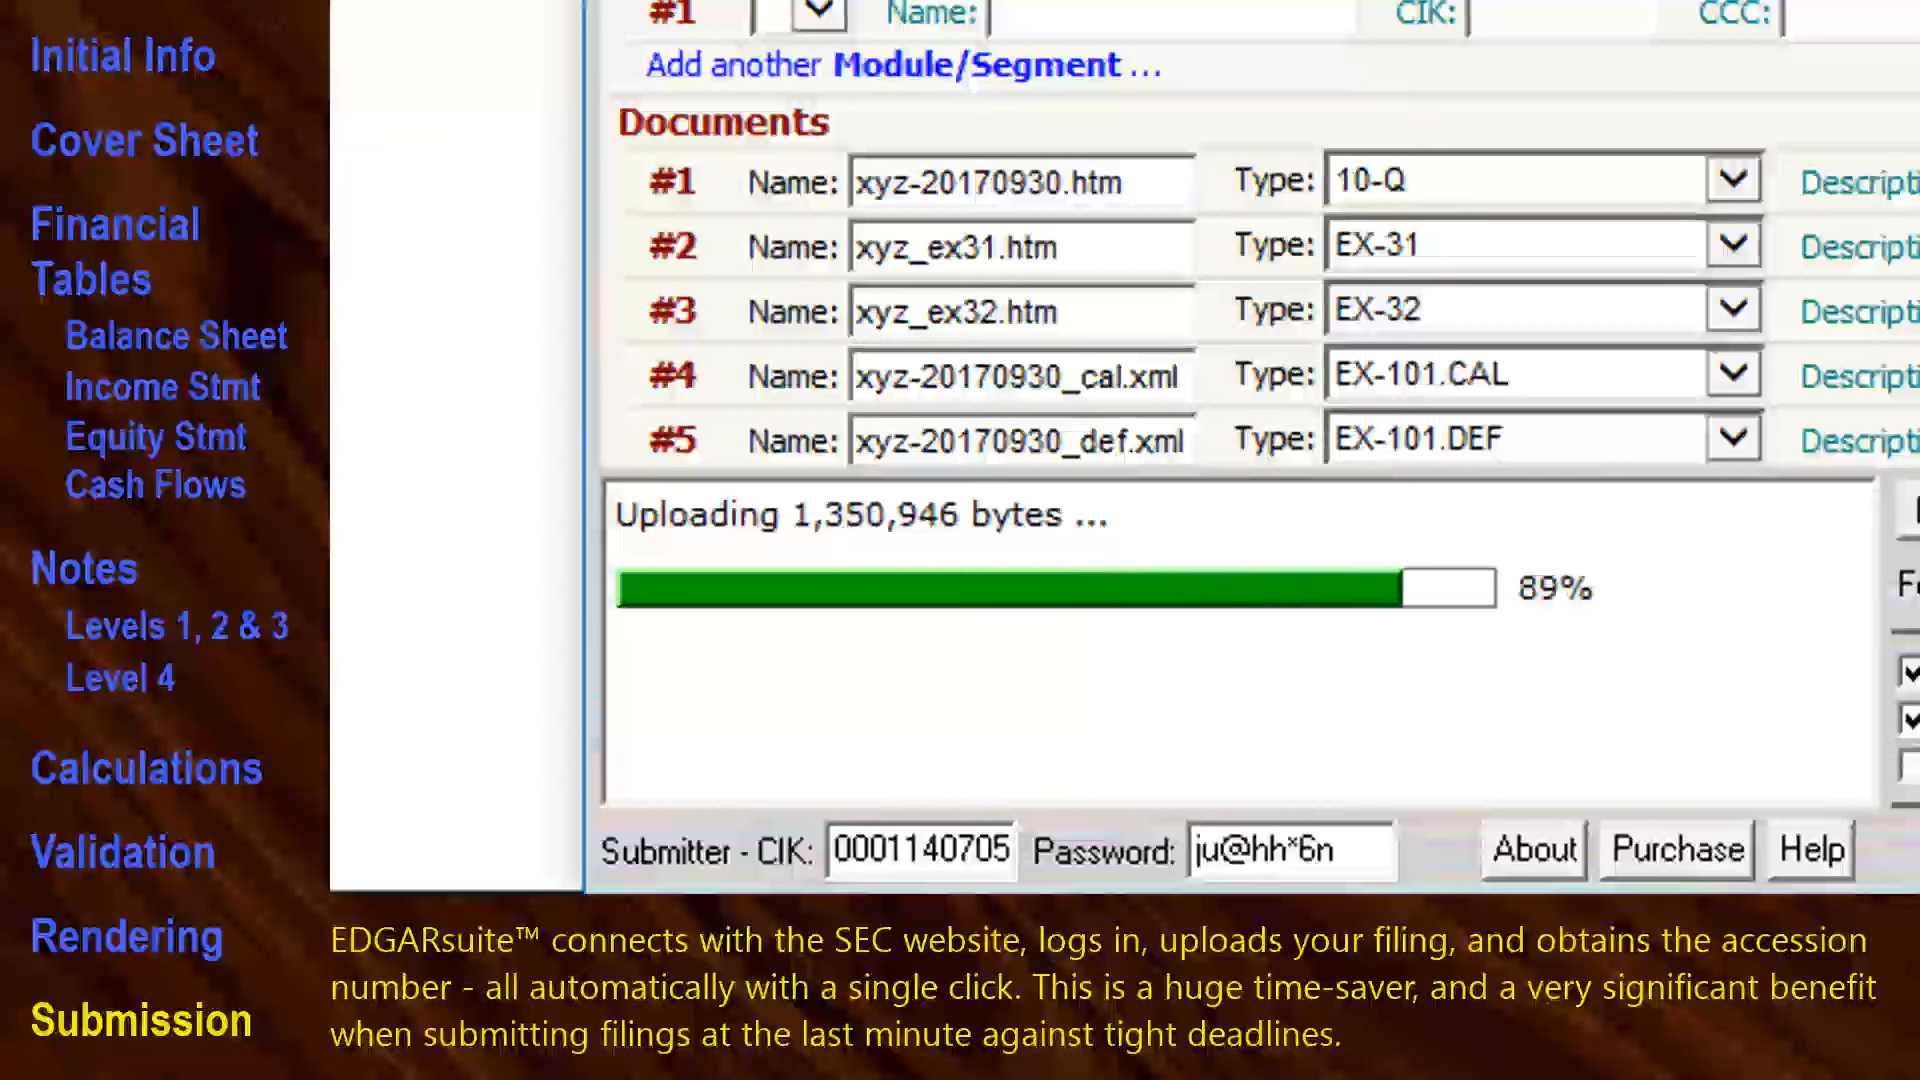 Initial Info
Cover Sheet
Financial
Tables
Balance Sheet
Income Stmt
Equity Stmt
Cash Flows
Notes
Levels 1, 2 & 3
Level 4
Calculations
Validation
Rendering
Submission
#1 Name: CIK: CCC:
Add another Module/Segment ...
Documents
#1 Name: xyz-20170930.htm Type: 10-Q Descripti
#2 Name: xyz_ex31.htm Type: EX-31 Descripti
#3 Name: xyz_ex32.htm Type: EX-32 Descripti
#4 Name: xyz-20170930_cal.xml Type: EX-101.CAL Descripti
#5 Name: xyz-20170930_def.xml Type: EX-101.DEF Descripti
Uploading 1,350,946 bytes ...
89%
Submitter - CIK: 0001140705 Password: ju@hh*6n About Purchase Help
EDGARsuite™ connects with the SEC website, logs in, uploads your filing, and obtains the accession
number - all automatically with a single click. This is a huge time-saver, and a very significant benefit
when submitting filings at the last minute against tight deadlines.